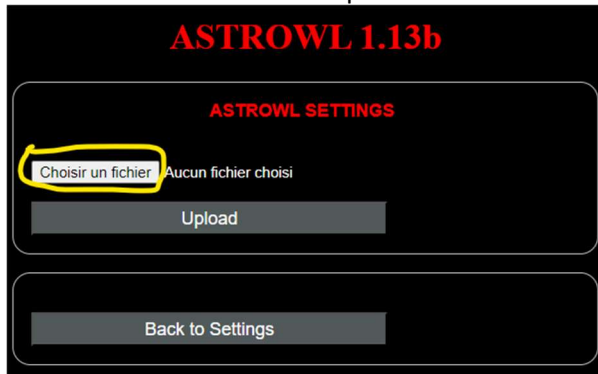 ASTROWL 1.13b
ASTROWL SETTINGS
Choisir un fichier Aucun fichier choisi
Upload
Back to Settings